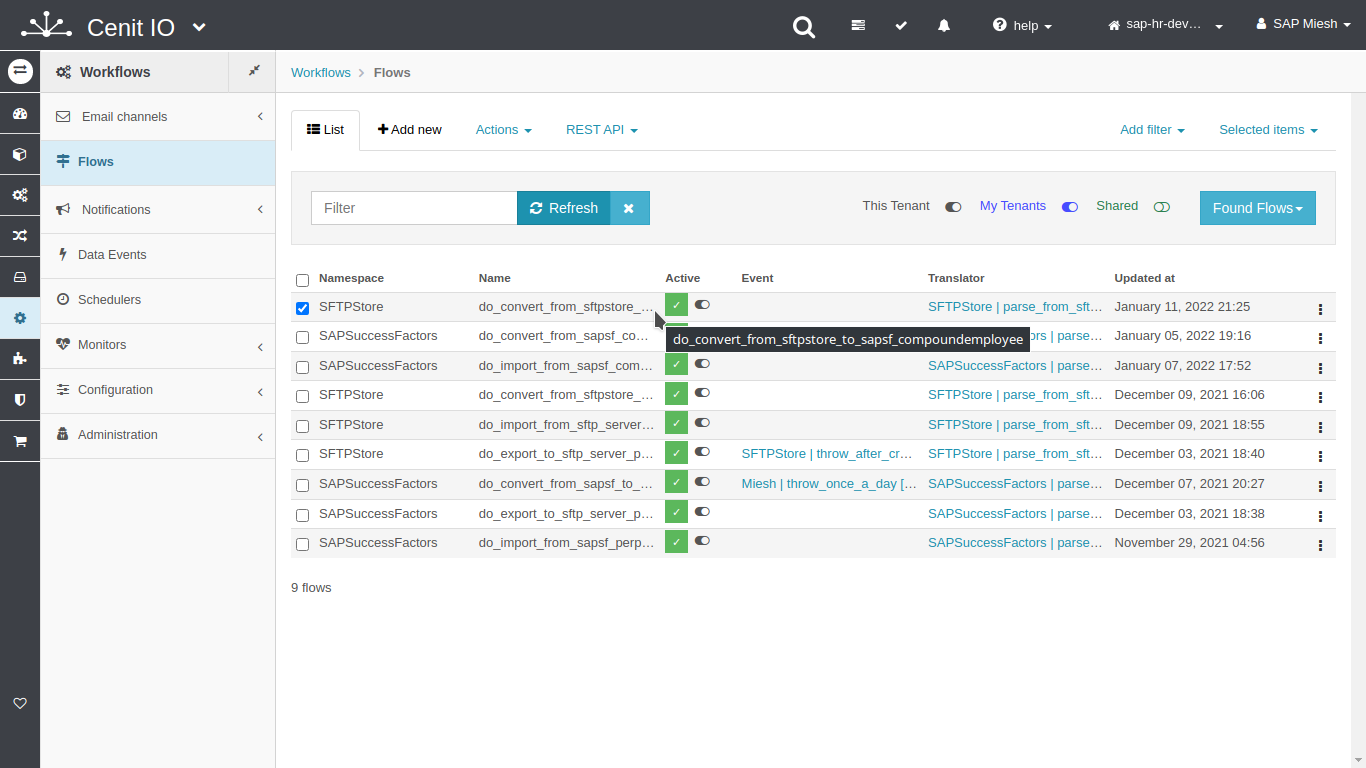 Cenit IO
help
sap-hr-dev...
SAP Miesh
Workflows
Email channels
Flows
Notifications
Data Events
Schedulers
Monitors
Configuration
Administration
Workflows > Flows
List
Add new
Actions
REST API
Add filter
Selected items
Filter
Refresh
This Tenant
My Tenants
Shared
Found Flows
Namespace Name Active Event Translator Updated at
SFTPStore do_convert_from_sftpstore_... SFTPStore | parse_from_sft... January 11, 2022 21:25
do_convert_from_sftpstore_to_sapsf_compoundemployee
SAPSuccessFactors do_convert_from_sapsf_co... January 05, 2022 19:16
SAPSuccessFactors do_import_from_sapsf_com... SAPSuccessFactors | parse... January 07, 2022 17:52
SFTPStore do_convert_from_sftpstore_... SFTPStore | parse_from_sft... December 09, 2021 16:06
SFTPStore do_import_from_sftp_server... SFTPStore | parse_from_sft... December 09, 2021 18:55
SFTPStore do_export_to_sftp_server_p... SFTPStore | throw_after_cr... SFTPStore | parse_from_sft... December 03, 2021 18:40
SAPSuccessFactors do_convert_from_sapsf_to_... Miesh | throw_once_a_day [... SAPSuccessFactors | parse... December 07, 2021 20:27
SAPSuccessFactors do_export_to_sftp_server_p... SAPSuccessFactors | parse... December 03, 2021 18:38
SAPSuccessFactors do_import_from_sapsf_perp... SAPSuccessFactors | parse... November 29, 2021 04:56
9 flows